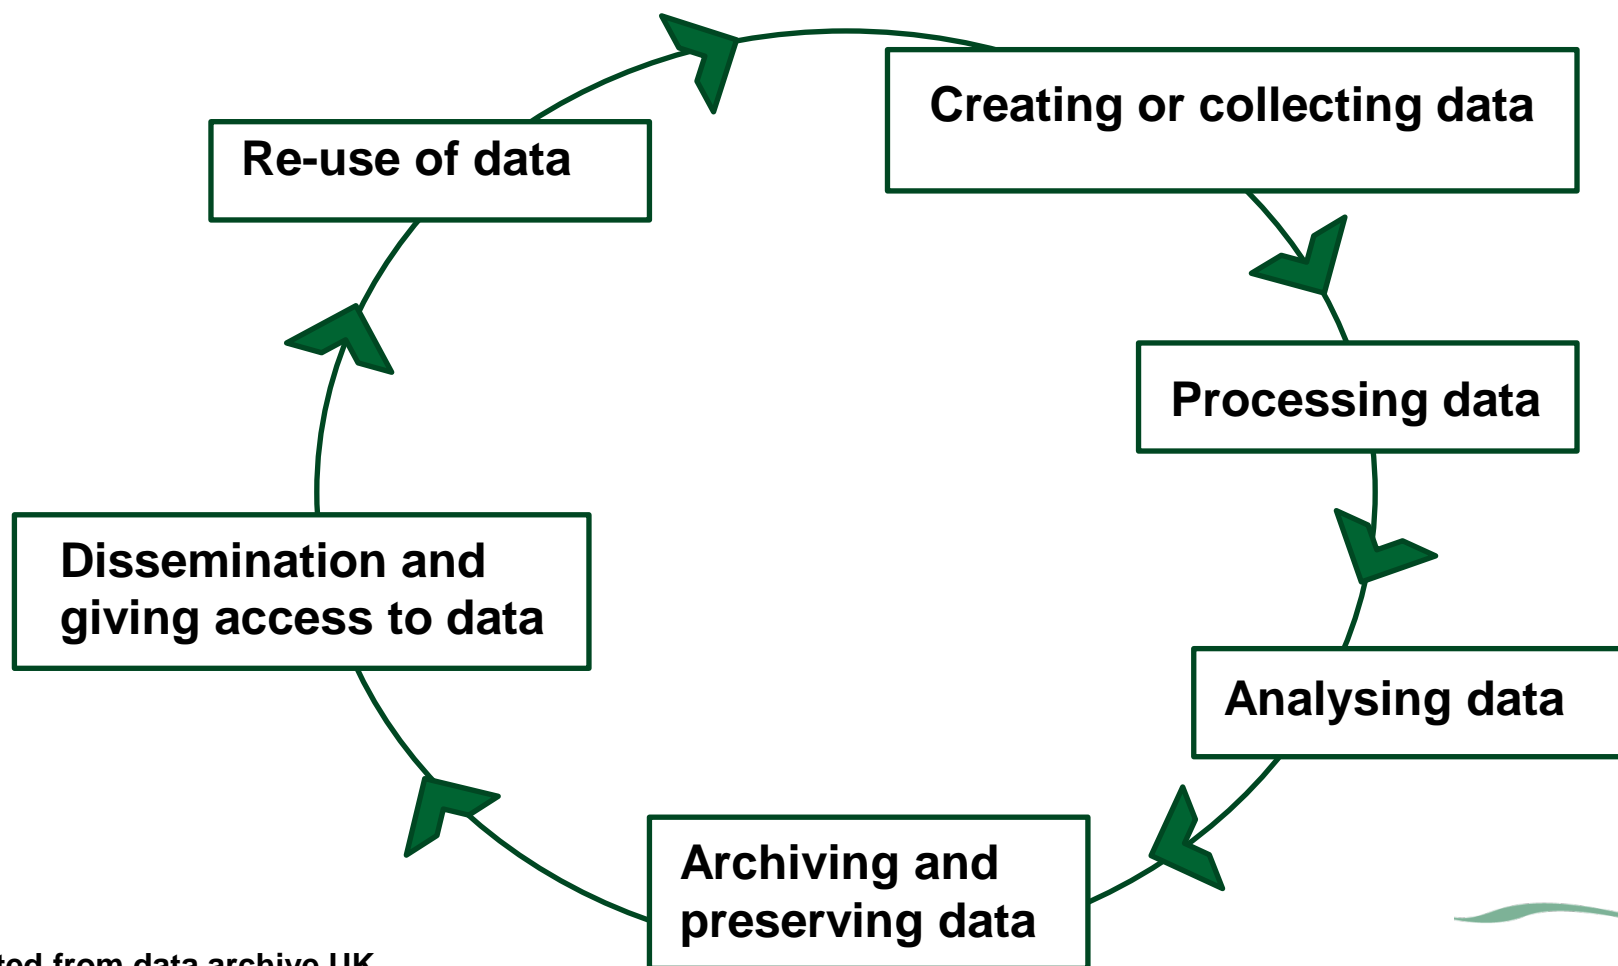 Creating or collecting data
Re-use of data
Processing data
Dissemination and
giving access to data
Analysing data
Archiving and
preserving data
from data archive UK